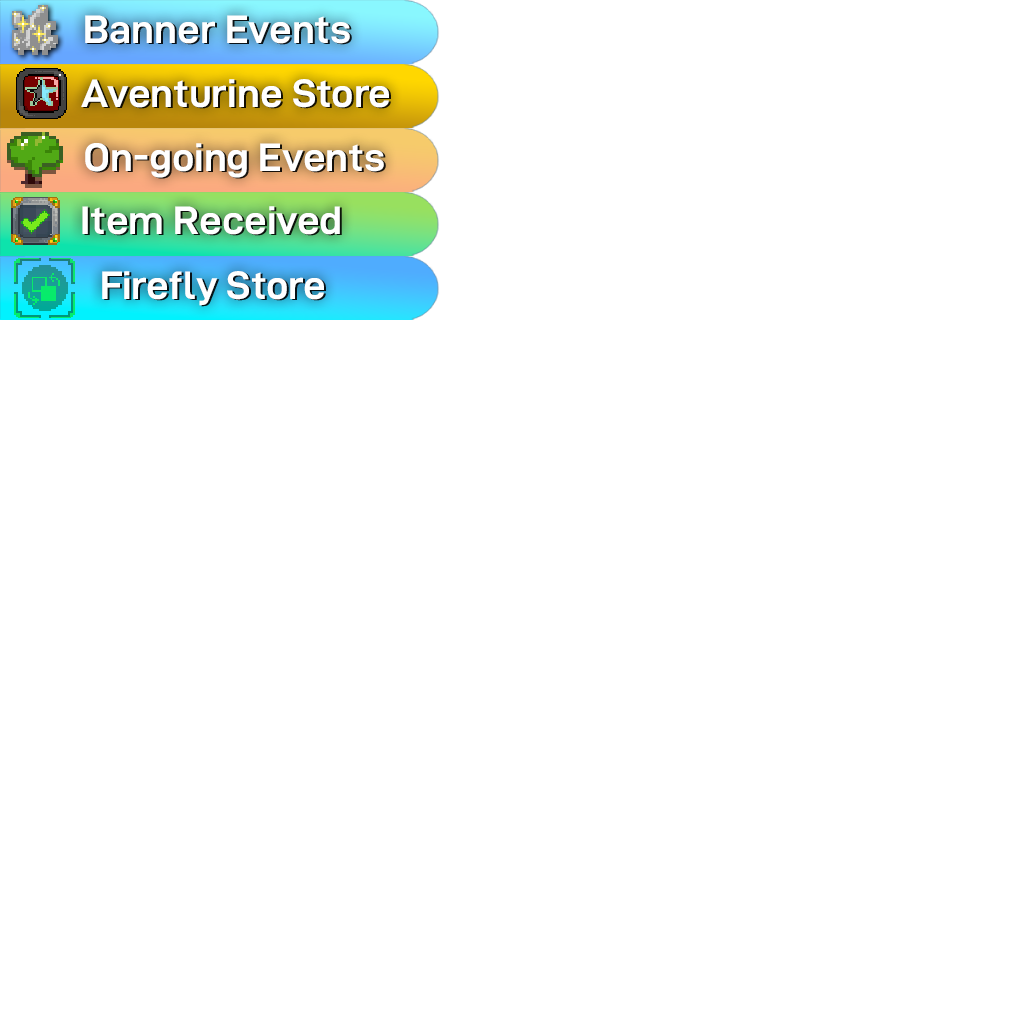 Banner Events
Aventurine Store
On-going Events
Item Received
Firefly Store